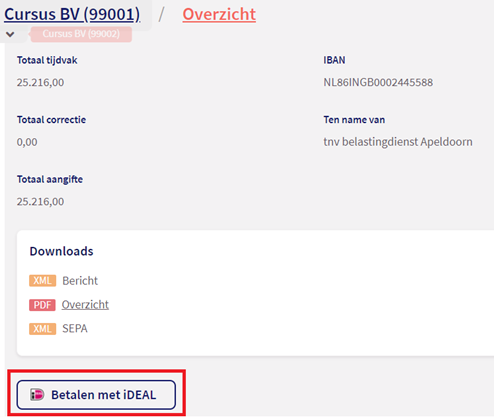 Cursus BV (99001) / Overzicht
Cursus BV (99002)
Totaal tijdvak IBAN
25.216,00 NL86INGB0002445588
Totaal correctie Ten name van
0,00 tnv belastingdienst Apeldoorn
Totaal aangifte
25.216,00
Downloads
XML Bericht
PDF Overzicht
XML SEPA
Betalen met iDEAL